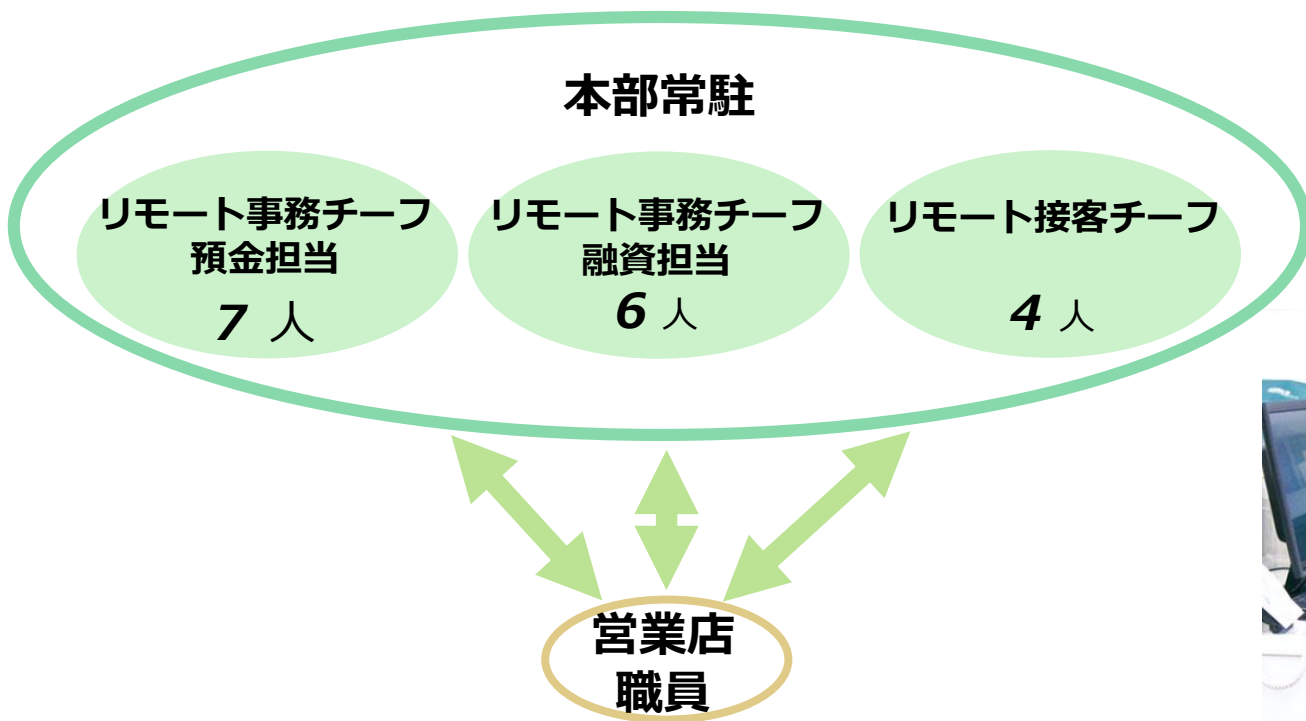 本部常駐
リモート事務チーフ
預金担当
7 人
リモート事務チーフ
融資担当
6 人
リモート接客チーフ
4 人
営業店
職員